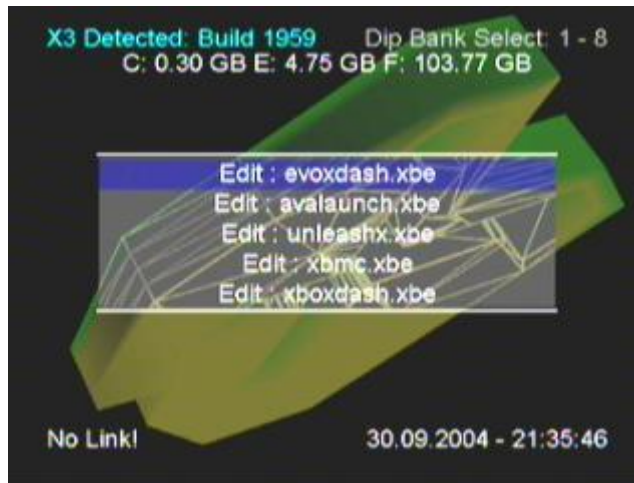 X3 Detected: Build 1959 Dip Bank Select: 1 - 8
C: 0.30 GB E: 4.75 GB F: 103.77 GB
Edit : evoxdash.xbe
Edit : avalaunch.xbe
Edit : unleashx.xbe
Edit : xbmc.xbe
Edit : xboxdash.xbe
No Link! 30.09.2004 - 21:35:46